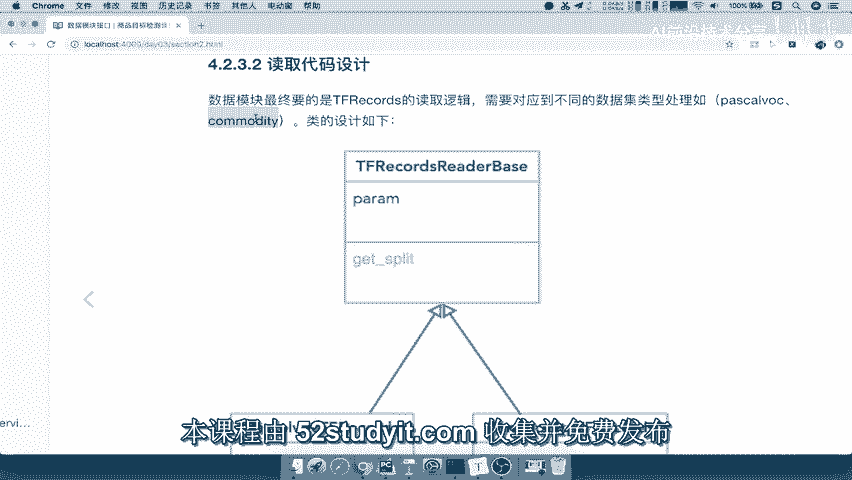 Chrome 文件 修改 视图 历史记录 书签 其他人 电动窗 帮助
100%
数据模块接口 | 商品目标检测详
localhost:4000/day03/section2.html
4.2.3.2 读取代码设计
数据模块最终要的是TFRecords的读取逻辑，需要对应到不同的数据集类型处理如（pascalvoc、
commodity）。类的设计如下：
TFRecordsReaderBase
param
get_split
ervi...
本课程由 52studyit.com 收集并免费发布